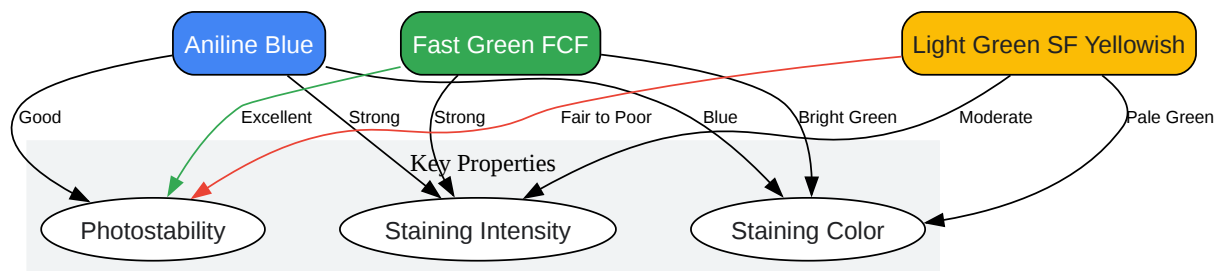 Aniline Blue
Fast Green FCF
Light Green SF Yellowish
Good
Excellent
Strong
Strong
Fair to Poor
Blue
Bright Green
Moderate
Pale Green
Key Properties
Photostability
Staining Intensity
Staining Color